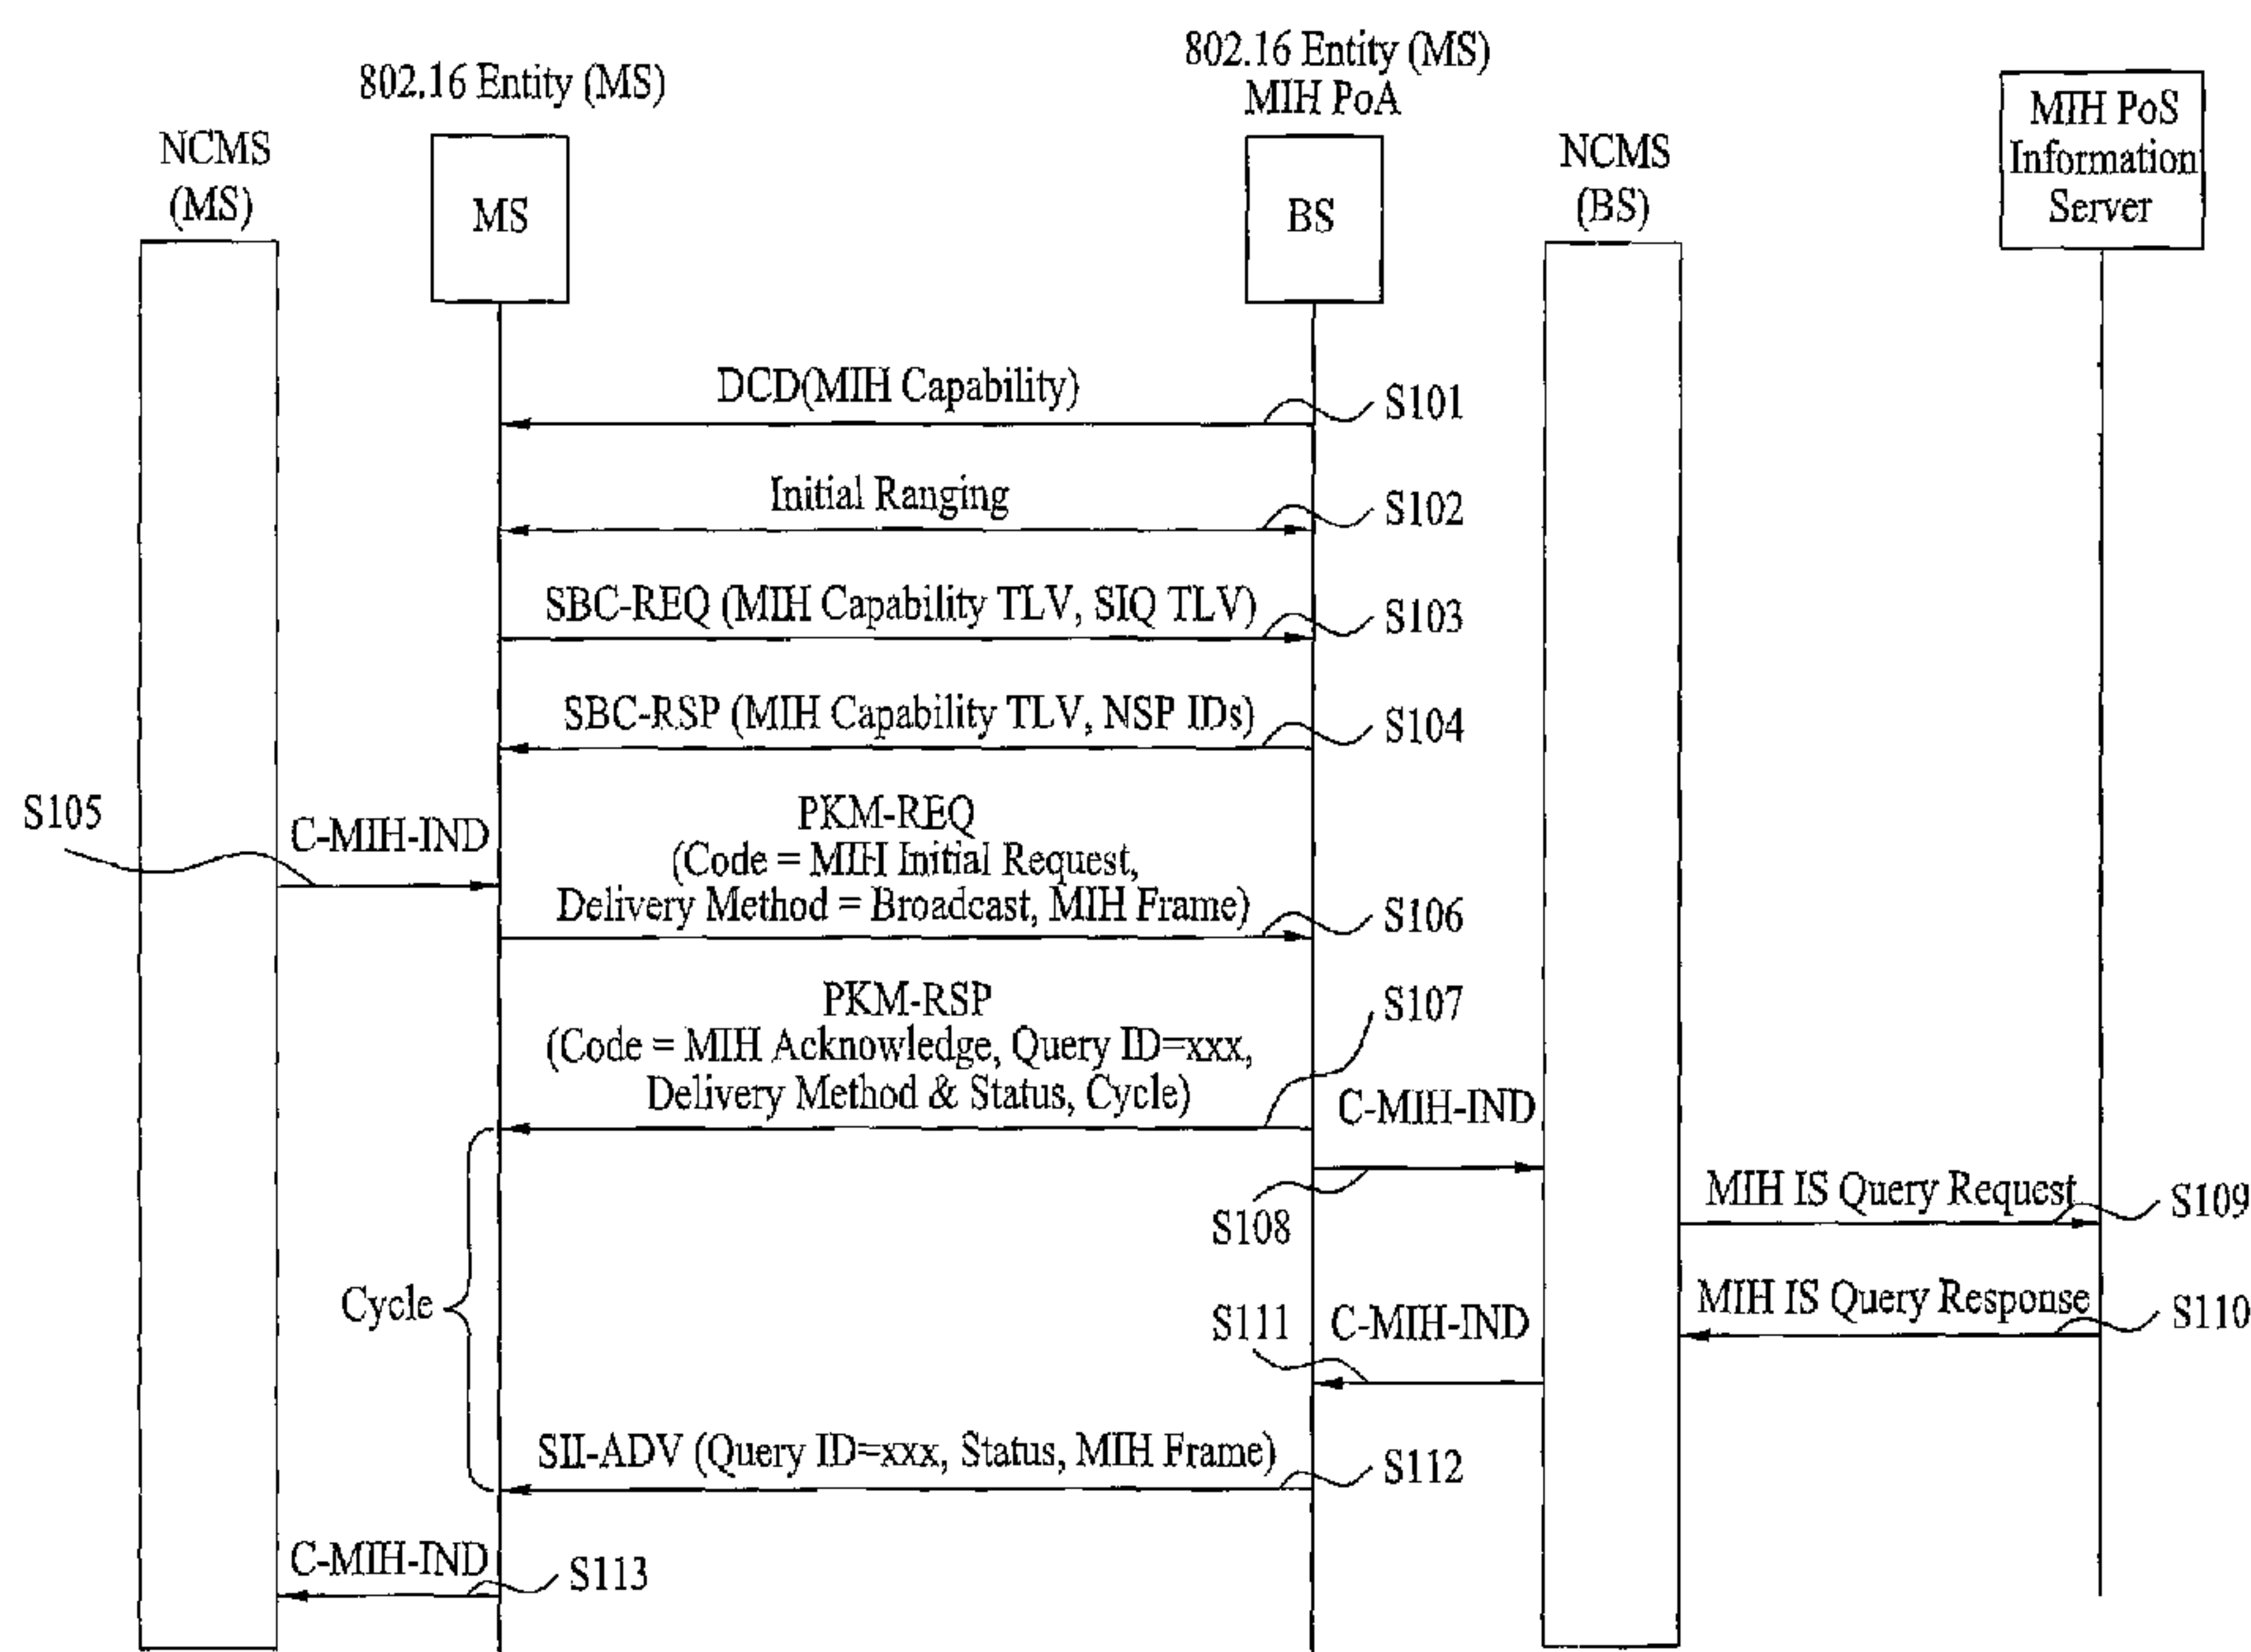 802.16 Entity (MS)
802.16 Entity (MS)
MIH PoA
NCMS
(MS)
MS
BS
NCMS
(BS)
MIH PoS
Information
Server
DCD(MIH Capability)
S101
Initial Ranging
S102
SBC-REQ (MIH Capability TLV, SIQ TLV)
S103
SBC-RSP (MIH Capability TLV, NSP IDs)
S104
S105
C-MIH-IND
PKM-REQ
(Code = MIH Initial Request,
Delivery Method = Broadcast, MIH Frame)
S106
PKM-RSP
(Code = MIH Acknowledge, Query ID=xxx,
Delivery Method & Status, Cycle)
S107
C-MIH-IND
S108
MIH IS Query Request
S109
Cycle
MIH IS Query Response
S110
S111
C-MIH-IND
SII-ADV (Query ID=xxx, Status, MIH Frame)
S112
C-MIH-IND
S113